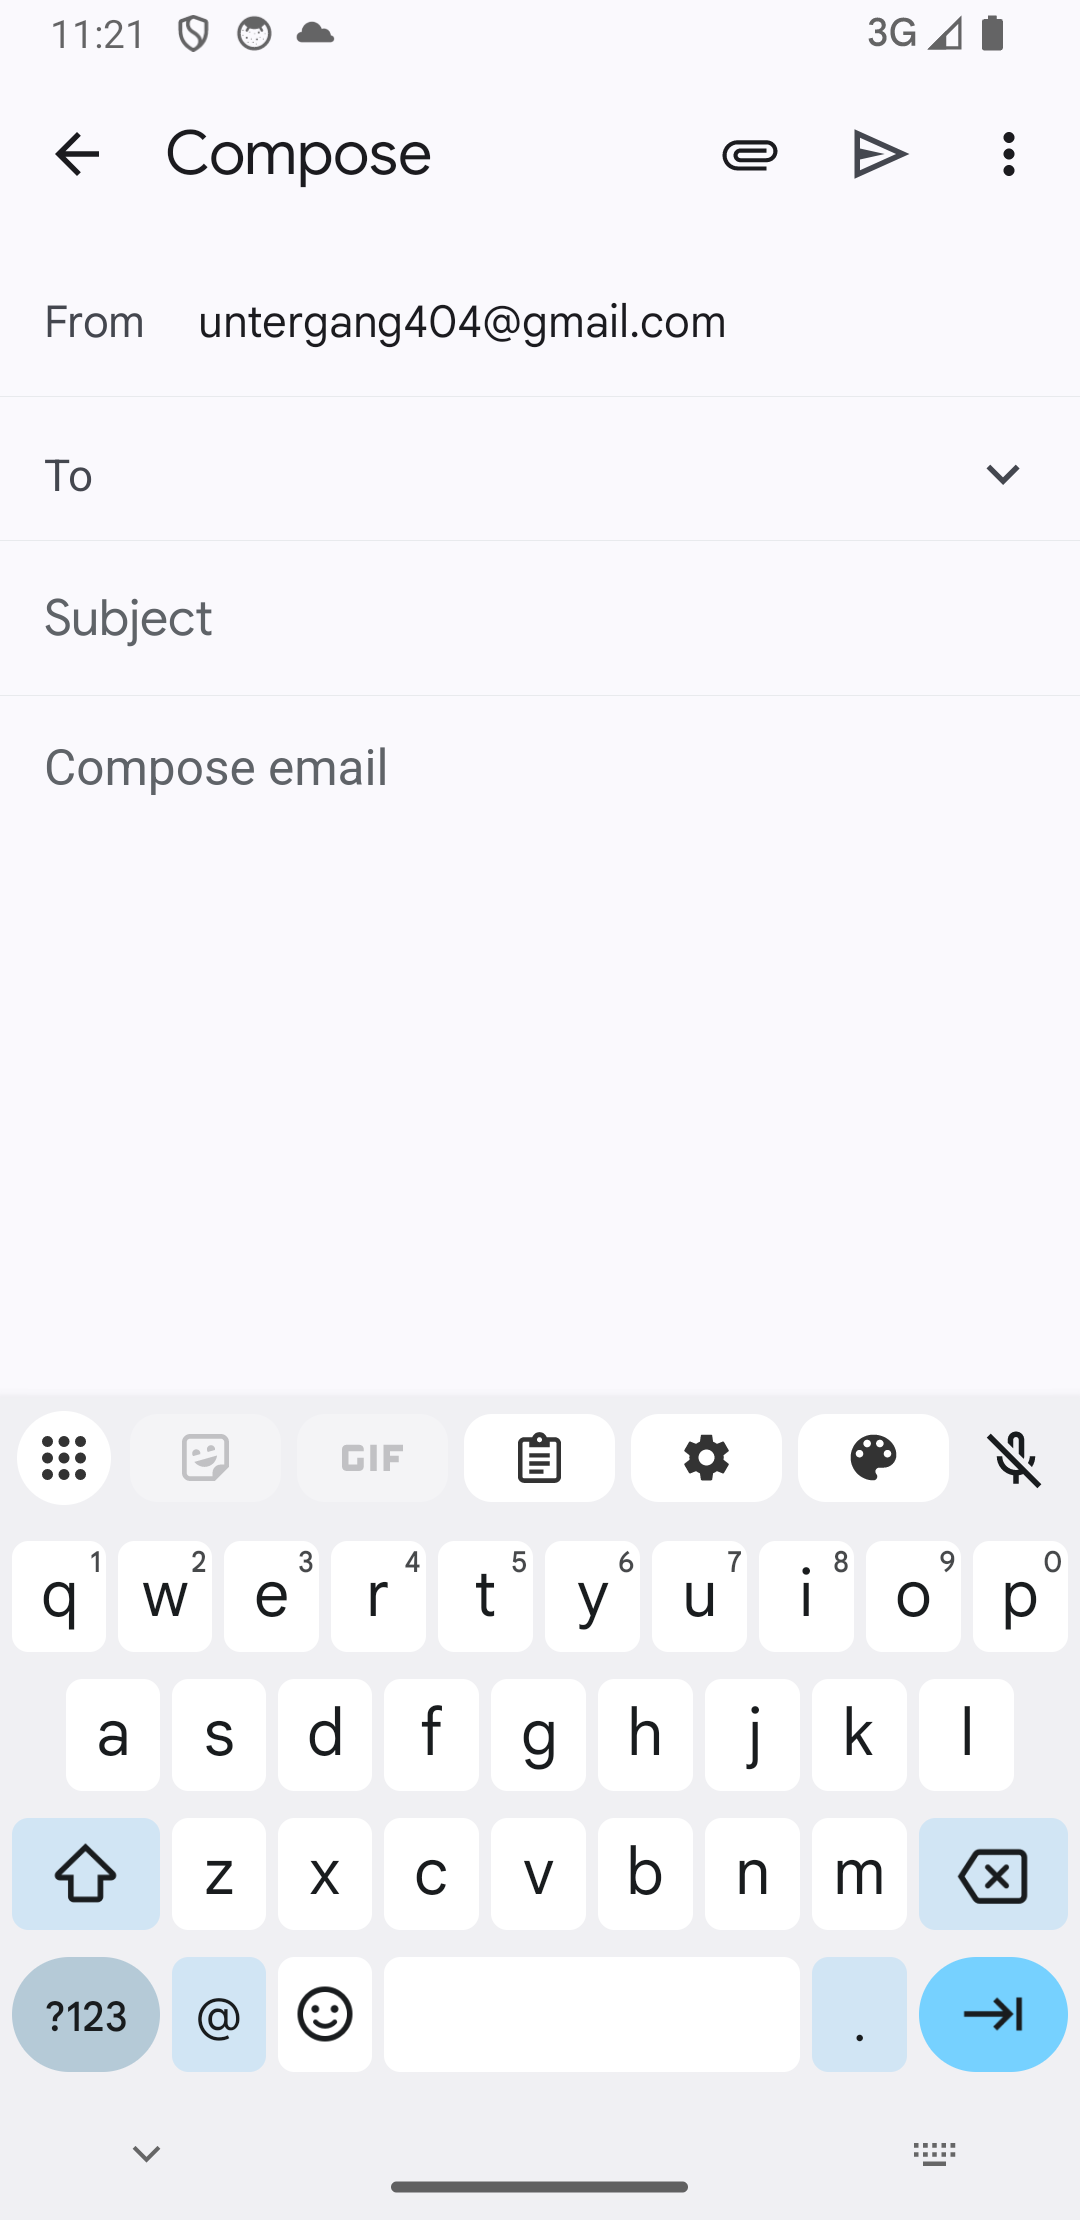 11:21
3G
Compose
From untergang404@gmail.com
To
Subject
Compose email
GIF
q 1 w 2 e 3 r 4 t 5 y 6 u 7 i 8 o 9 p 0
a s d f g h j k l
z x c v b n m
?123 @ .